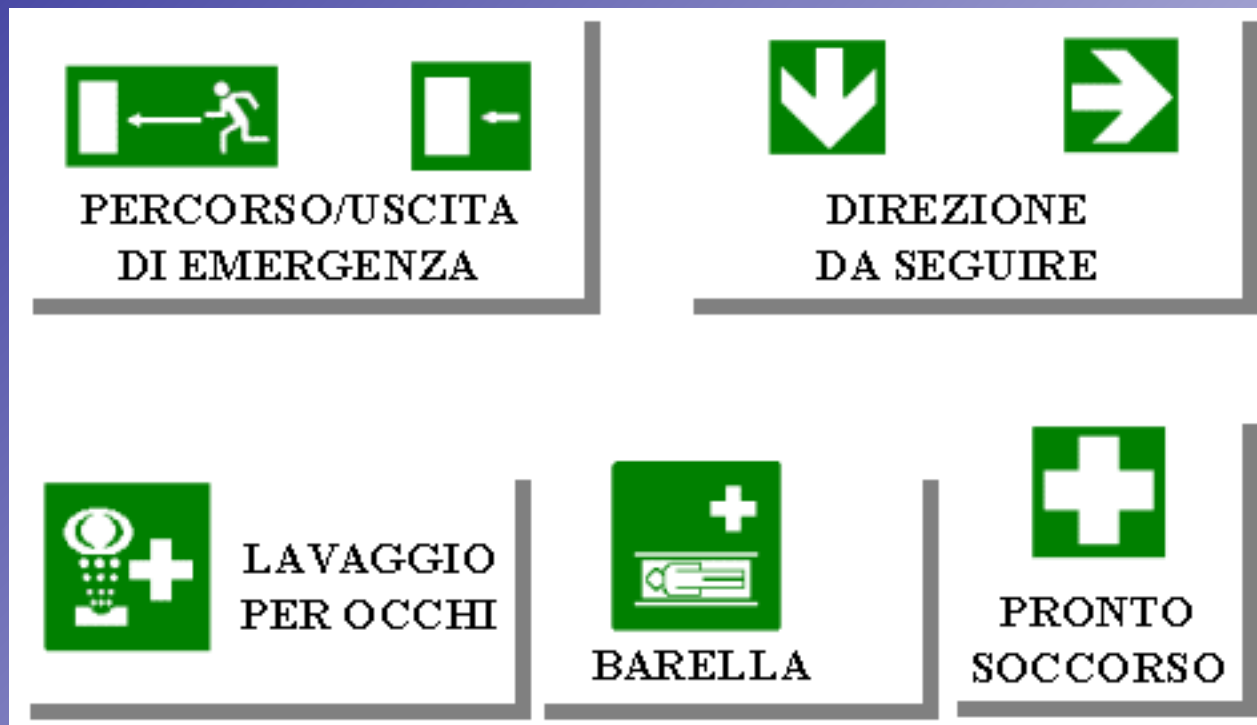 PERCORSO/USCITA
DI EMERGENZA
DIREZIONE
DA SEGUIRE
LAVAGGIO
PER OCCHI
BARELLA
PRONTO
SOCCORSO